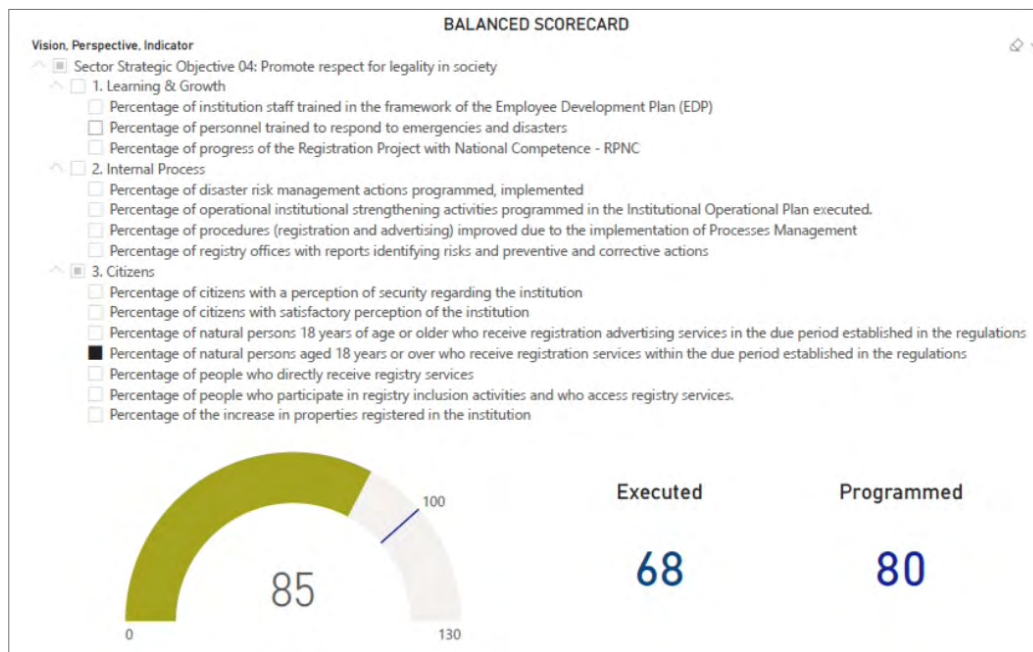 BALANCED SCORECARD
Vision, Perspective, Indicator
Sector Strategic Objective 04: Promote respect for legality in society
1. Learning & Growth
Percentage of institution staff trained in the framework of the Employee Development Plan (EDP)
Percentage of personnel trained to respond to emergencies and disasters
Percentage of progress of the Registration Project with National Competence - RPNC
2. Internal Process
Percentage of disaster risk management actions programmed, implemented
Percentage of operational institutional strengthening activities programmed in the Institutional Operational Plan executed.
Percentage of procedures (registration and advertising) improved due to the implementation of Processes Management
Percentage of registry offices with reports identifying risks and preventive and corrective actions
3. Citizens
Percentage of citizens with a perception of security regarding the institution
Percentage of citizens with satisfactory perception of the institution
Percentage of natural persons 18 years of age or older who receive registration advertising services in the due period established in the regulations
Percentage of natural persons aged 18 years or over who receive registration services within the due period established in the regulations
Percentage of people who directly receive registry services
Percentage of people who participate in registry inclusion activities and who access registry services.
Percentage of the increase in properties registered in the institution
100
85
0
130
Executed
68
Programmed
80